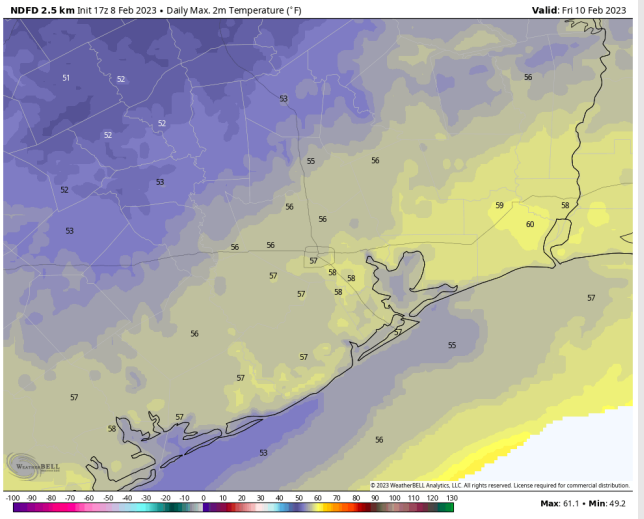 NDFD 2.5 km Init 17z 8 Feb 2023 • Daily Max. 2m Temperature (°F) Valid: Fri 10 Feb 2023
51 52 56
53
52
52
55 56
52 53
59 58
56
56 60
53
56 56
57
57 58 58
57 58 57
57
56 55
57
57
57
57
58
56
53
WEATHERBELL
© 2023 WeatherBELL Analytics, LLC. All rights reserved. License required for commercial distribution.
-100 -90 -80 -70 -60 -50 -40 -30 -20 -10 0 10 20 30 40 50 60 70 80 90 100 110 120 130
Max: 61.1 • Min: 49.2